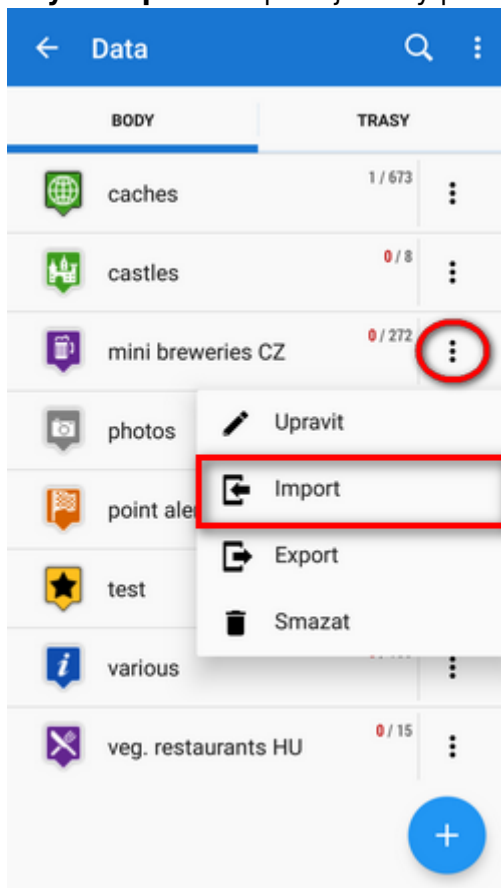 Data
BODY TRASY
caches 1 / 673
castles 0 / 8
mini breweries CZ 0 / 272
photos Upravit
Import
point ale
Export
test
Smazat
various
veg. restaurants HU 0 / 15